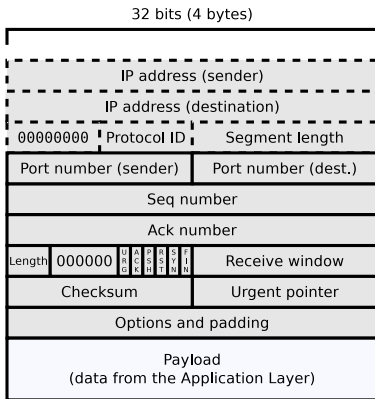 32 bits (4 bytes)
IP address (sender)
IP address (destination)
00000000 Protocol ID Segment length
Port number (sender) Port number (dest.)
Seq number
Ack number
Length 000000 URG ACK PSH RST SYN FIN Receive window
Checksum Urgent pointer
Options and padding
Payload
(data from the Application Layer)